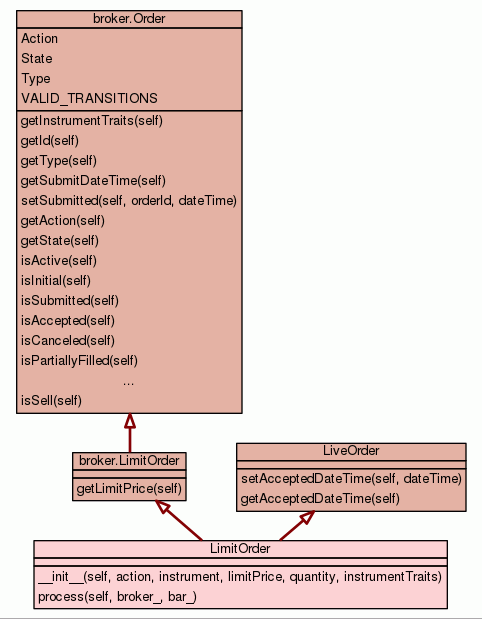 broker.Order
Action
State
Type
VALID_TRANSITIONS
getInstrumentTraits(self)
getId(self)
getType(self)
getSubmitDateTime(self)
setSubmitted(self, orderId, dateTime)
getAction(self)
getState(self)
isActive(self)
isInitial(self)
isSubmitted(self)
isAccepted(self)
isCanceled(self)
isPartiallyFilled(self)
...
isSell(self)
broker.LimitOrder
getLimitPrice(self)
LiveOrder
setAcceptedDateTime(self, dateTime)
getAcceptedDateTime(self)
LimitOrder
__init__(self, action, instrument, limitPrice, quantity, instrumentTraits)
process(self, broker_, bar_)